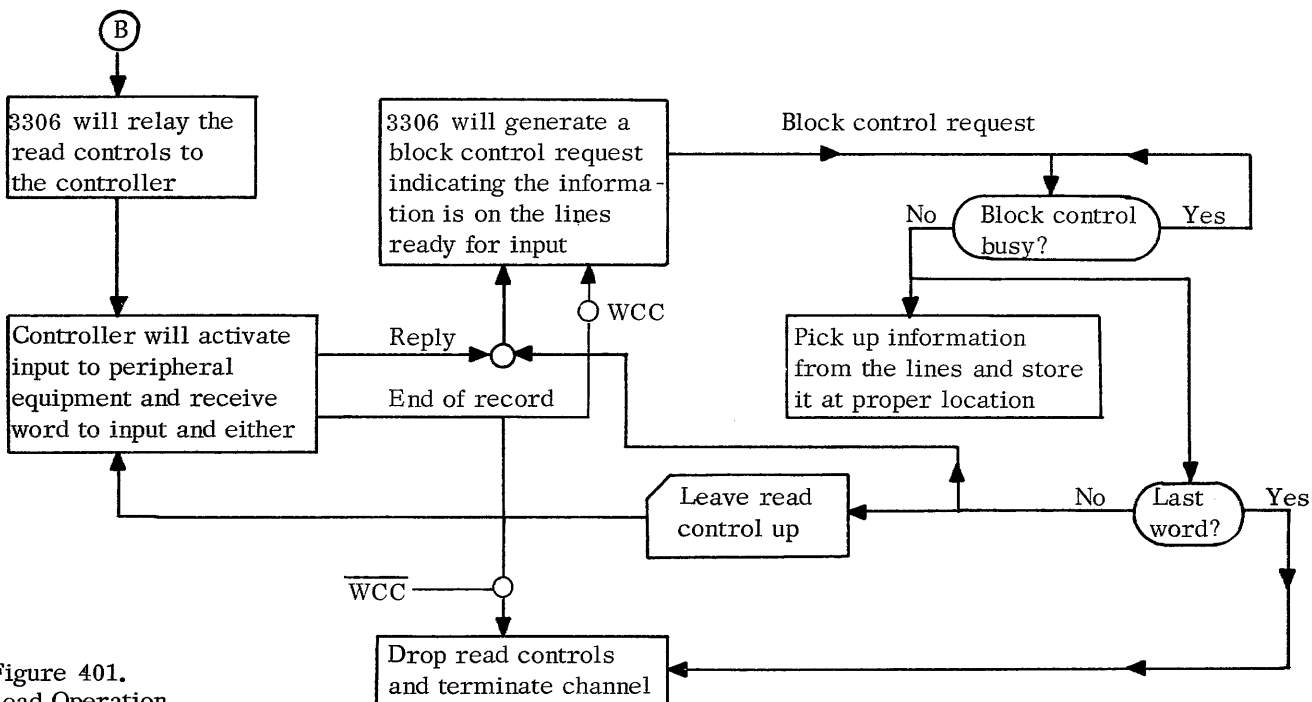 B
3306 will relay the
read controls to
the controller
3306 will generate a
block control request
indicating the informa-
tion is on the lines
ready for input
Block control request
No
Block control
busy?
Yes
WCC
Controller will activate
input to peripheral
equipment and receive
word to input and either
Reply
End of record
Pick up information
from the lines and store
it at proper location
Leave read
control up
No
Last
word?
Yes
WCC
Drop read controls
and terminate channel
Figure 401.